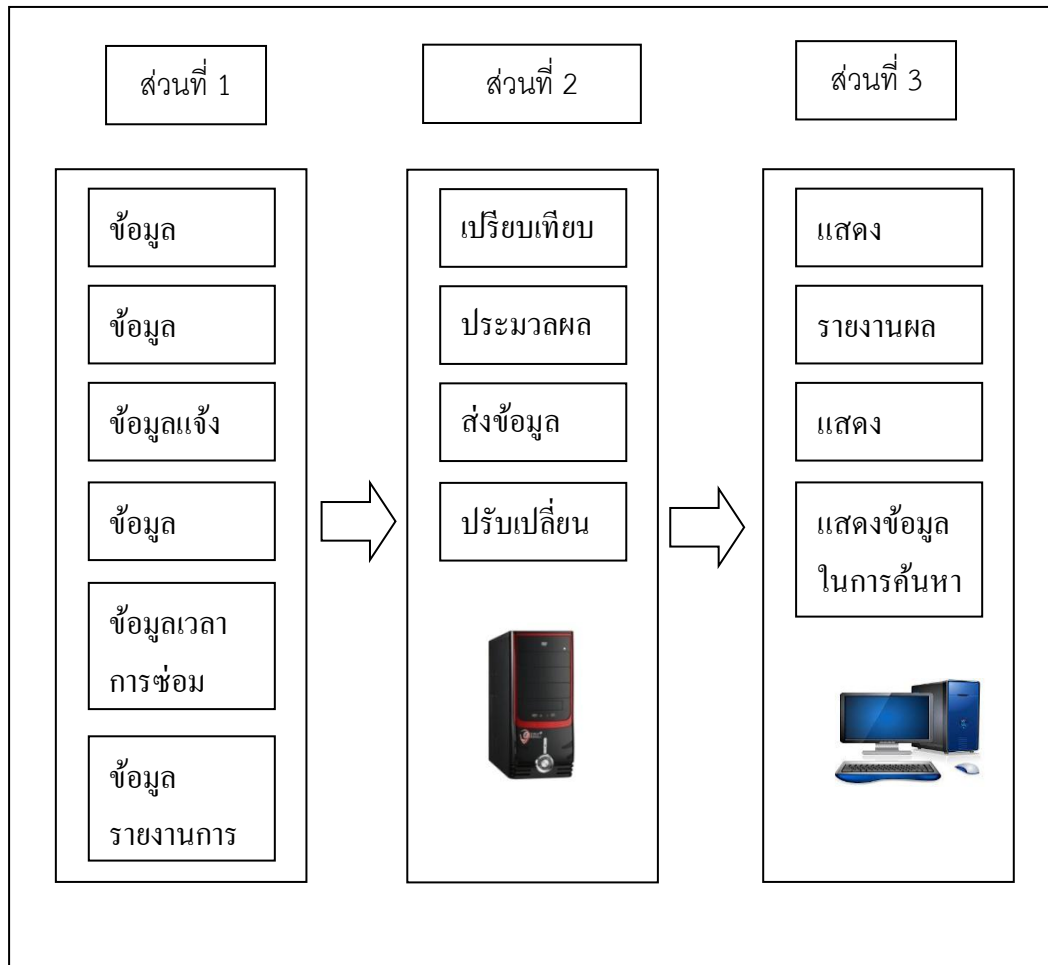 ส่วนที่ 1
ส่วนที่ 2
ส่วนที่ 3
ข้อมูล
ข้อมูล
ข้อมูลแจ้ง
ข้อมูล
ข้อมูลเวลา
การซ่อม
ข้อมูล
รายงานการ
เปรียบเทียบ
ประมวลผล
ส่งข้อมูล
ปรับเปลี่ยน
แสดง
รายงานผล
แสดง
แสดงข้อมูล
ในการค้นหา